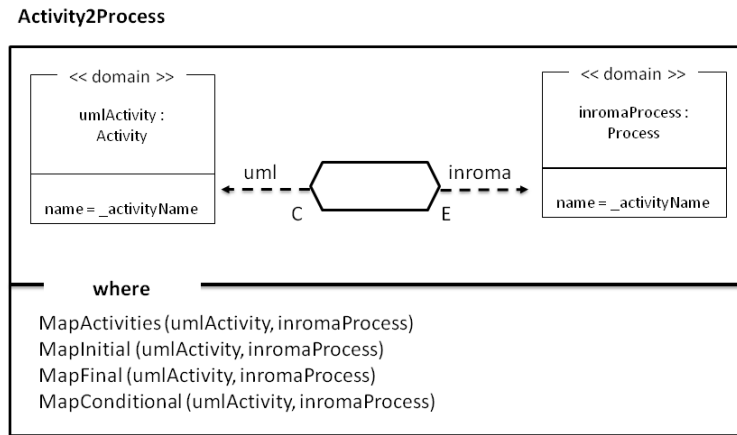 Activity2Process
<< domain >>
umlActivity :
Activity
name = _activityName
uml
C
inroma
E
<< domain >>
inromaProcess :
Process
name = _activityName
where
MapActivities (umlActivity, inromaProcess)
MapInitial (umlActivity, inromaProcess)
MapFinal (umlActivity, inromaProcess)
MapConditional (umlActivity, inromaProcess)